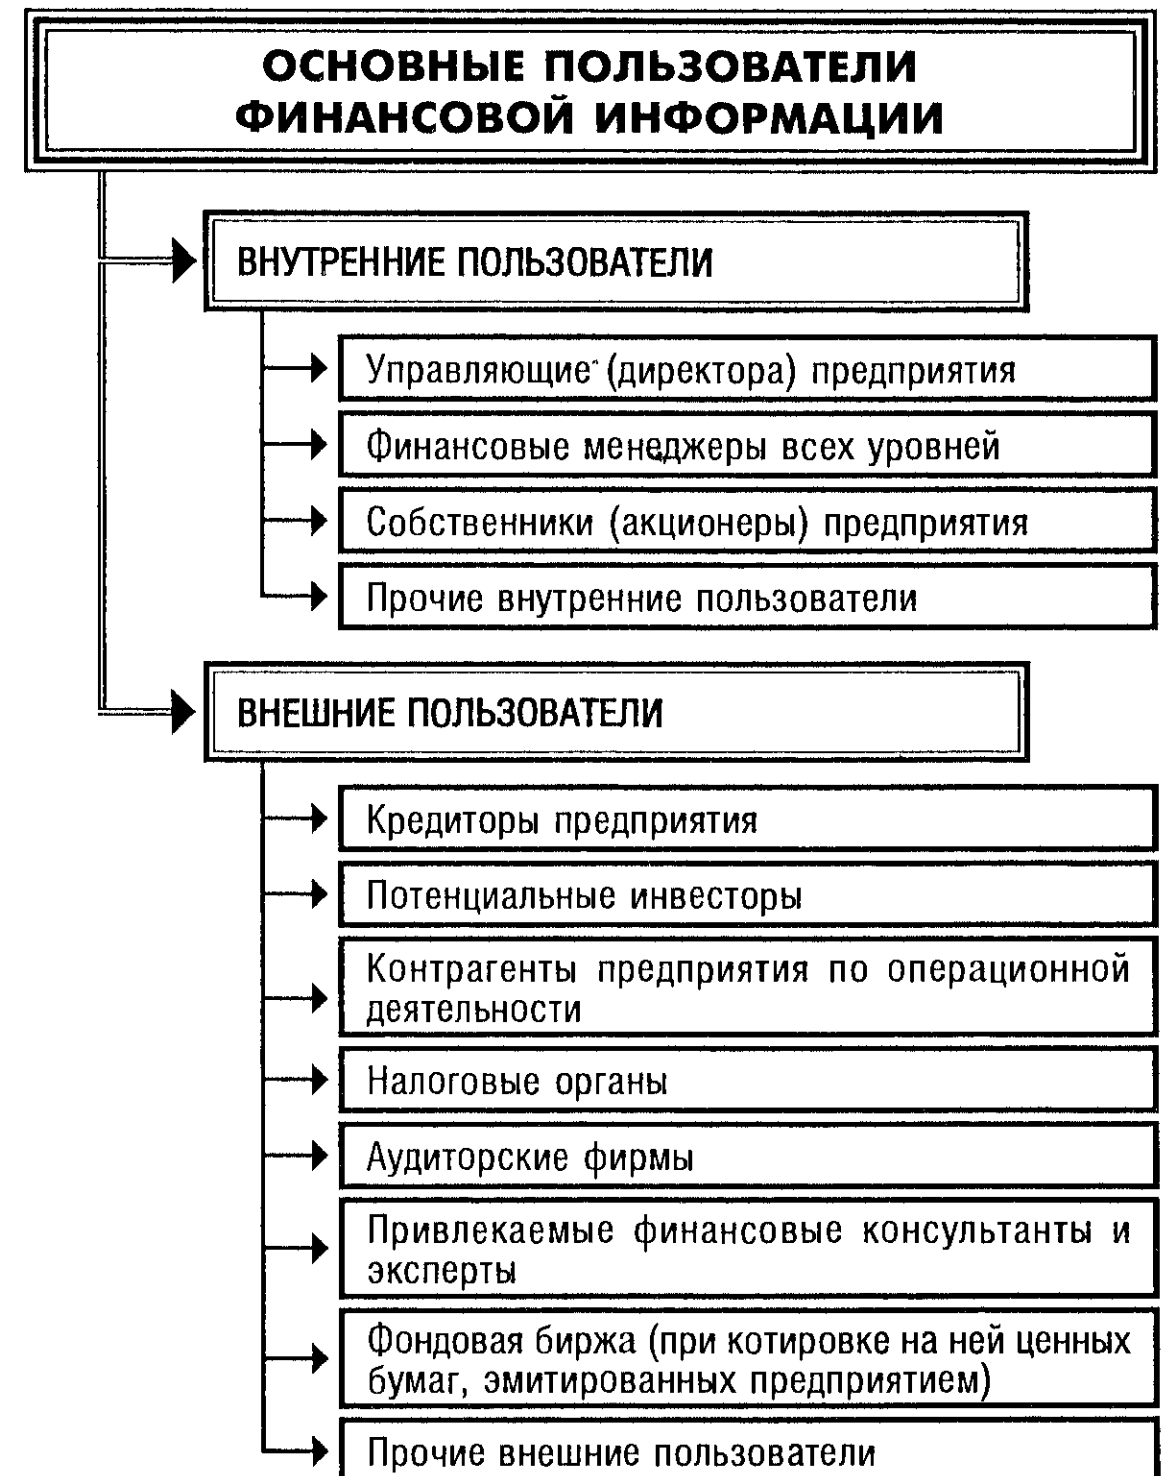 ОСНОВНЫЕ ПОЛЬЗОВАТЕЛИ
ФИНАНСОВОЙ ИНФОРМАЦИИ
ВНУТРЕННИЕ ПОЛЬЗОВАТЕЛИ
Управляющие (директора) предприятия
Финансовые менеджеры всех уровней
Собственники (акционеры) предприятия
Прочие внутренние пользователи
ВНЕШНИЕ ПОЛЬЗОВАТЕЛИ
Кредиторы предприятия
Потенциальные инвесторы
Контрагенты предприятия по операционной
деятельности
Налоговые органы
Аудиторские фирмы
Привлекаемые финансовые консультанты и
эксперты
Фондовая биржа (при котировке на ней ценных
бумаг, эмитированных предприятием)
Прочие внешние пользователи